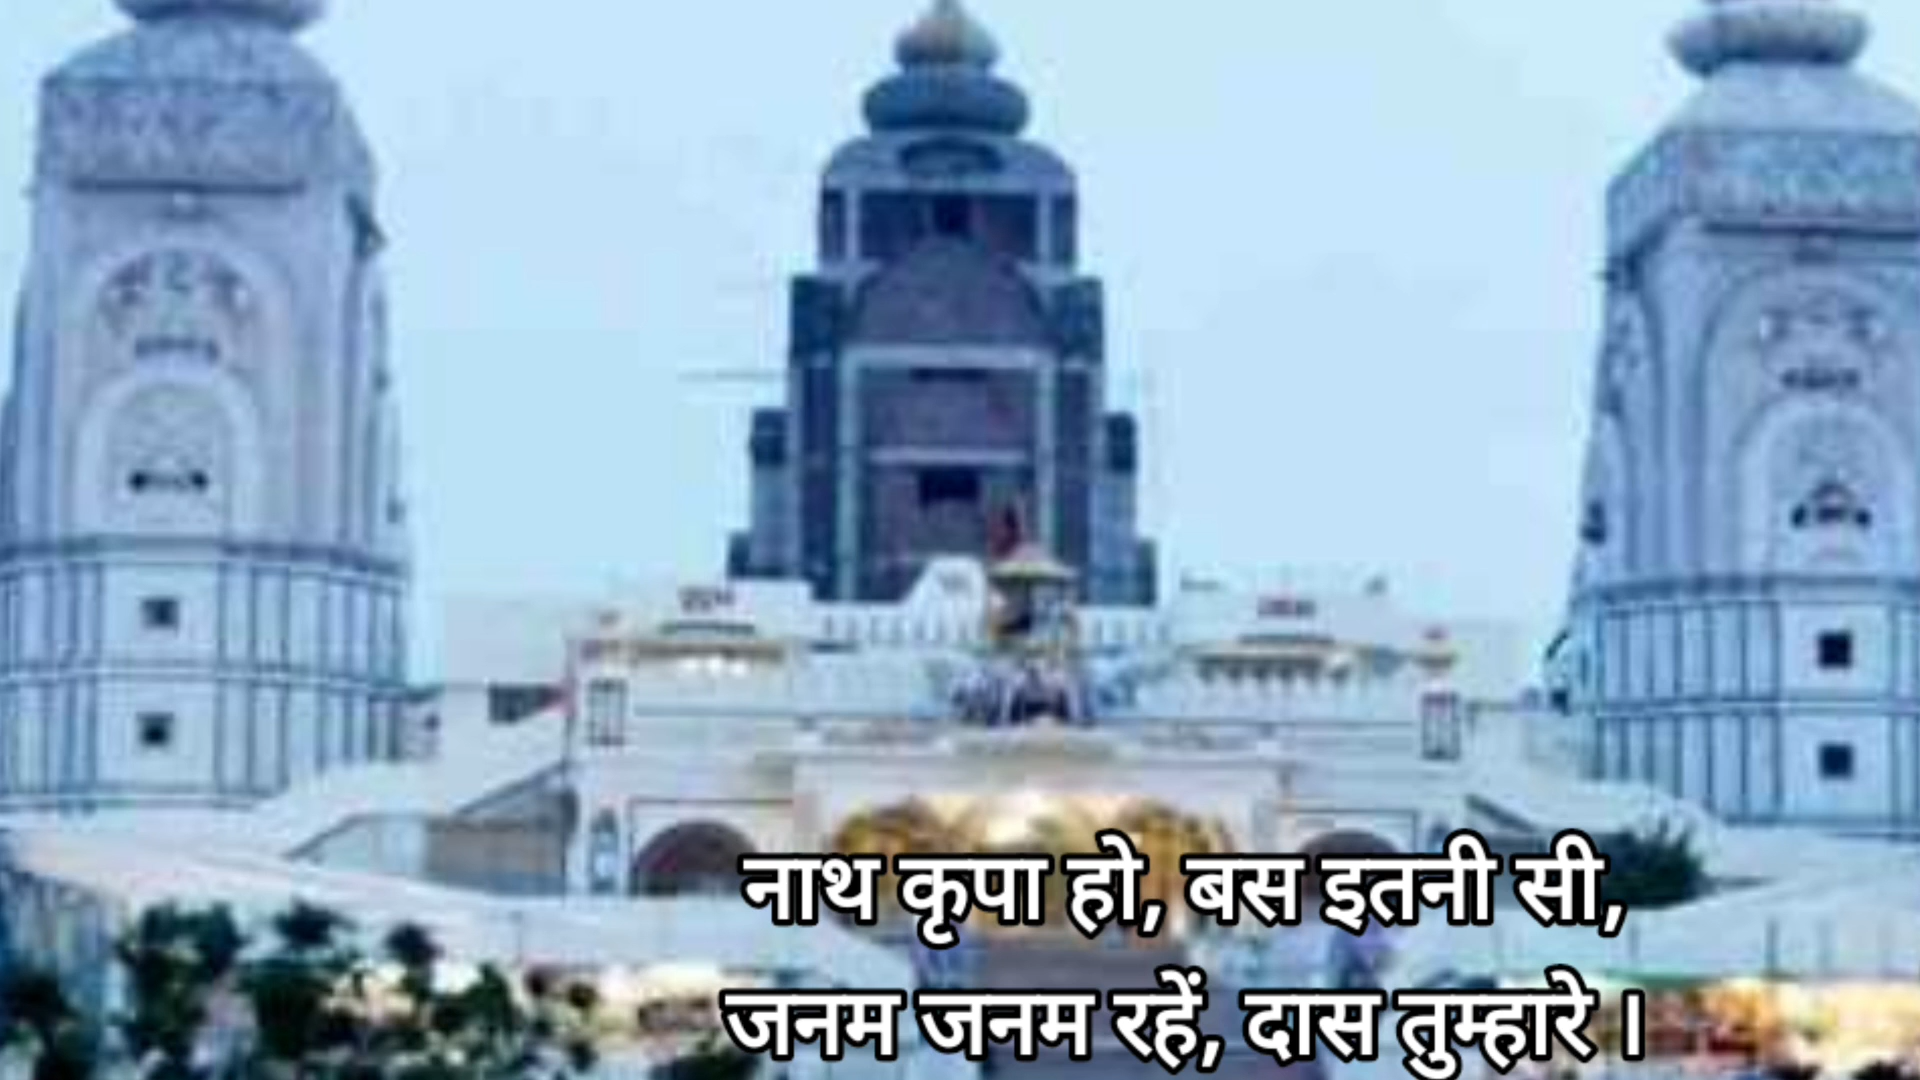 नाथ कृपा हो, बस इतनी सी,
जनम जनम रहें, दास तुम्हारे ।